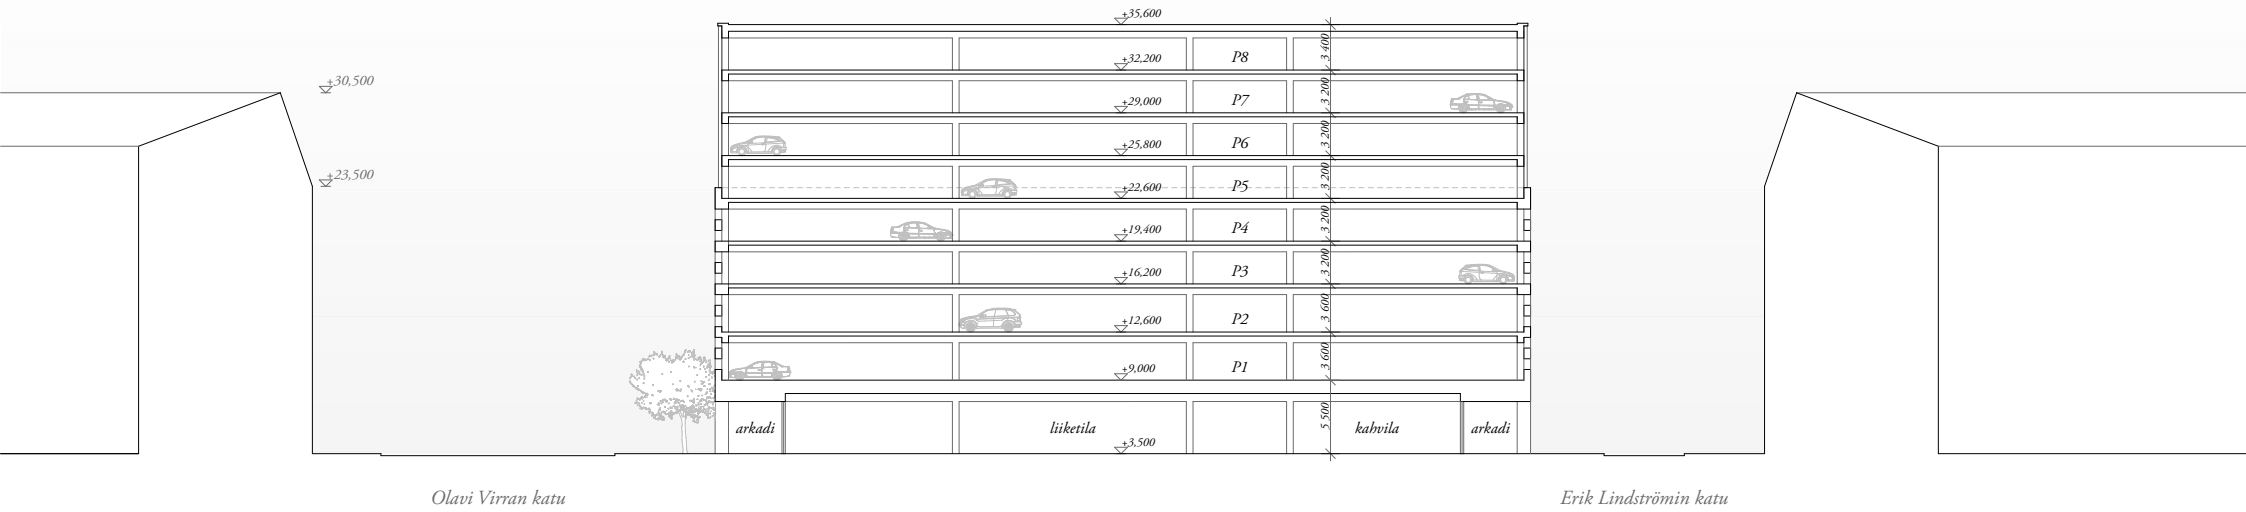 +35,600
3 400
+32,200
P8
+30,500
3 200
+29,000
P7
3 200
+25,800
P6
+23,500
3 200
+22,600
P5
3 200
+19,400
P4
3 200
+16,200
P3
3 600
+12,600
P2
3 600
+9,000
P1
5 500
arkadi
liiketila
kahvila
arkadi
+3,500
Olavi Virran katu
Erik Lindströmin katu